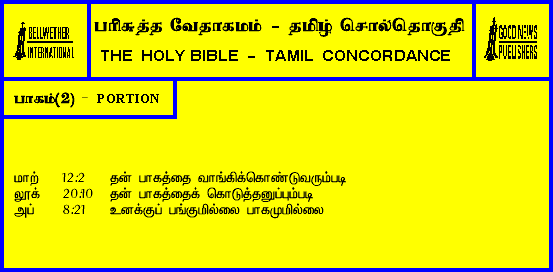 BELLWETHER
INTERNATIONAL
பரிசுத்த வேதாகமம் - தமிழ் சொல்தொகுதி
THE HOLY BIBLE - TAMIL CONCORDANCE
GOOD NEWS
PUBLISHERS
பாகம்(2) - PORTION
மாற் 12:2 தன் பாகத்தை வாங்கிக்கொண்டுவரும்படி
லூக் 20:10 தன் பாகத்தைக் கொடுத்தனுப்பும்படி
அப் 8:21 உனக்குப் பங்குமில்லை பாகமுமில்லை